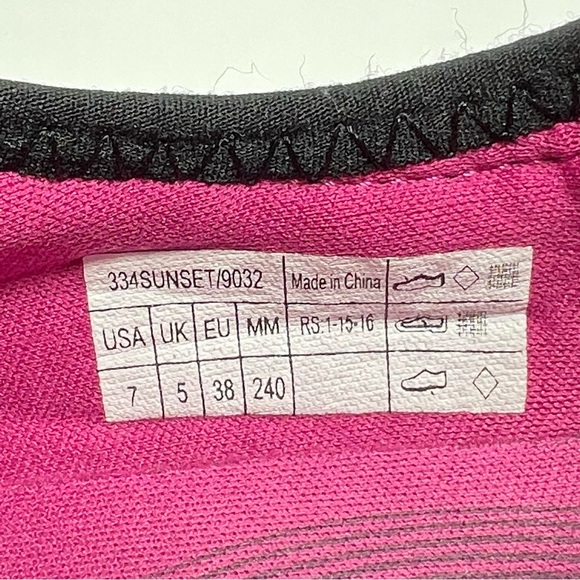 334SUNSET/9032 Made in China
USA UK EU MM RS:1-15-16
7 5 38 240